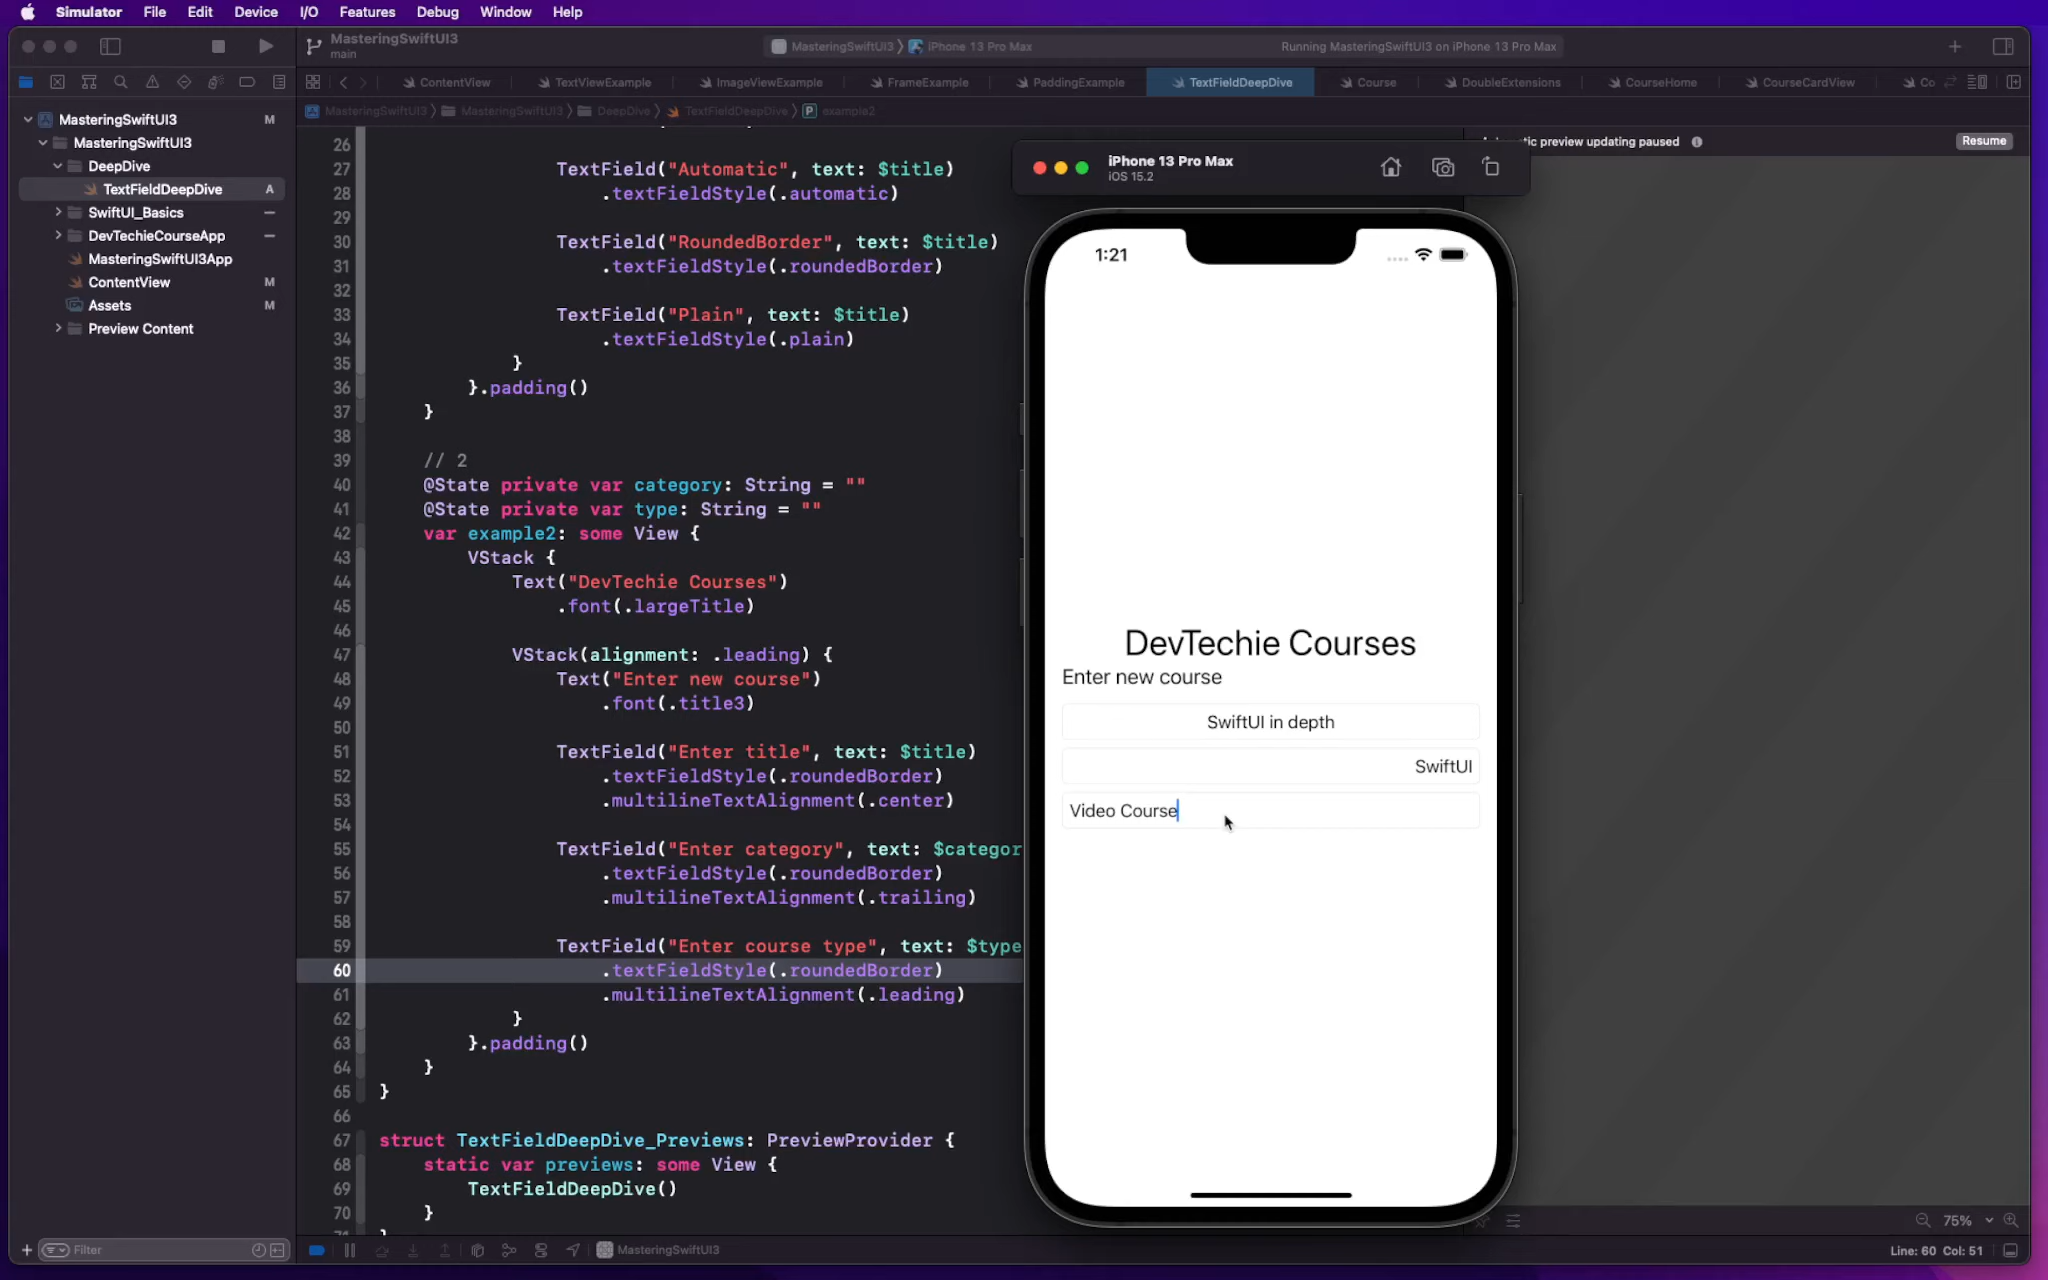 Simulator File Edit Device I/O Features Debug Window Help
MasteringSwiftUI3
main
MasteringSwiftUI3 iPhone 13 Pro Max
Running MasteringSwiftUI3 on iPhone 13 Pro Max
ContentView TextViewExample ImageViewExample FrameExample PaddingExample TextFieldDeepDive Course DoubleExtensions CourseHome CourseCardView Co
MasteringSwiftUI3 MasteringSwiftUI3 DeepDive TextFieldDeepDive P example2
MasteringSwiftUI3 M
MasteringSwiftUI3
DeepDive
TextFieldDeepDive A
SwiftUI_Basics
DevTechieCourseApp
MasteringSwiftUI3App
ContentView M
Assets M
Preview Content
Filter
26
27 TextField("Automatic", text: $title)
28 .textFieldStyle(.automatic)
29
30 TextField("RoundedBorder", text: $title)
31 .textFieldStyle(.roundedBorder)
32
33 TextField("Plain", text: $title)
34 .textFieldStyle(.plain)
35 }
36 }.padding()
37 }
38
39 // 2
40 @State private var category: String = ""
41 @State private var type: String = ""
42 var example2: some View {
43 VStack {
44 Text("DevTechie Courses")
45 .font(.largeTitle)
46
47 VStack(alignment: .leading) {
48 Text("Enter new course")
49 .font(.title3)
50
51 TextField("Enter title", text: $title)
52 .textFieldStyle(.roundedBorder)
53 .multilineTextAlignment(.center)
54
55 TextField("Enter category", text: $categor
56 .textFieldStyle(.roundedBorder)
57 .multilineTextAlignment(.trailing)
58
59 TextField("Enter course type", text: $type
60 .textFieldStyle(.roundedBorder)
61 .multilineTextAlignment(.leading)
62 }
63 }.padding()
64 }
65 }
66
67 struct TextFieldDeepDive_Previews: PreviewProvider {
68 static var previews: some View {
69 TextFieldDeepDive()
70 }
MasteringSwiftUI3
iPhone 13 Pro Max
iOS 15.2
1:21
DevTechie Courses
Enter new course
SwiftUI in depth
SwiftUI
Video Course
tic preview updating paused
Resume
75%
Line: 60 Col: 51